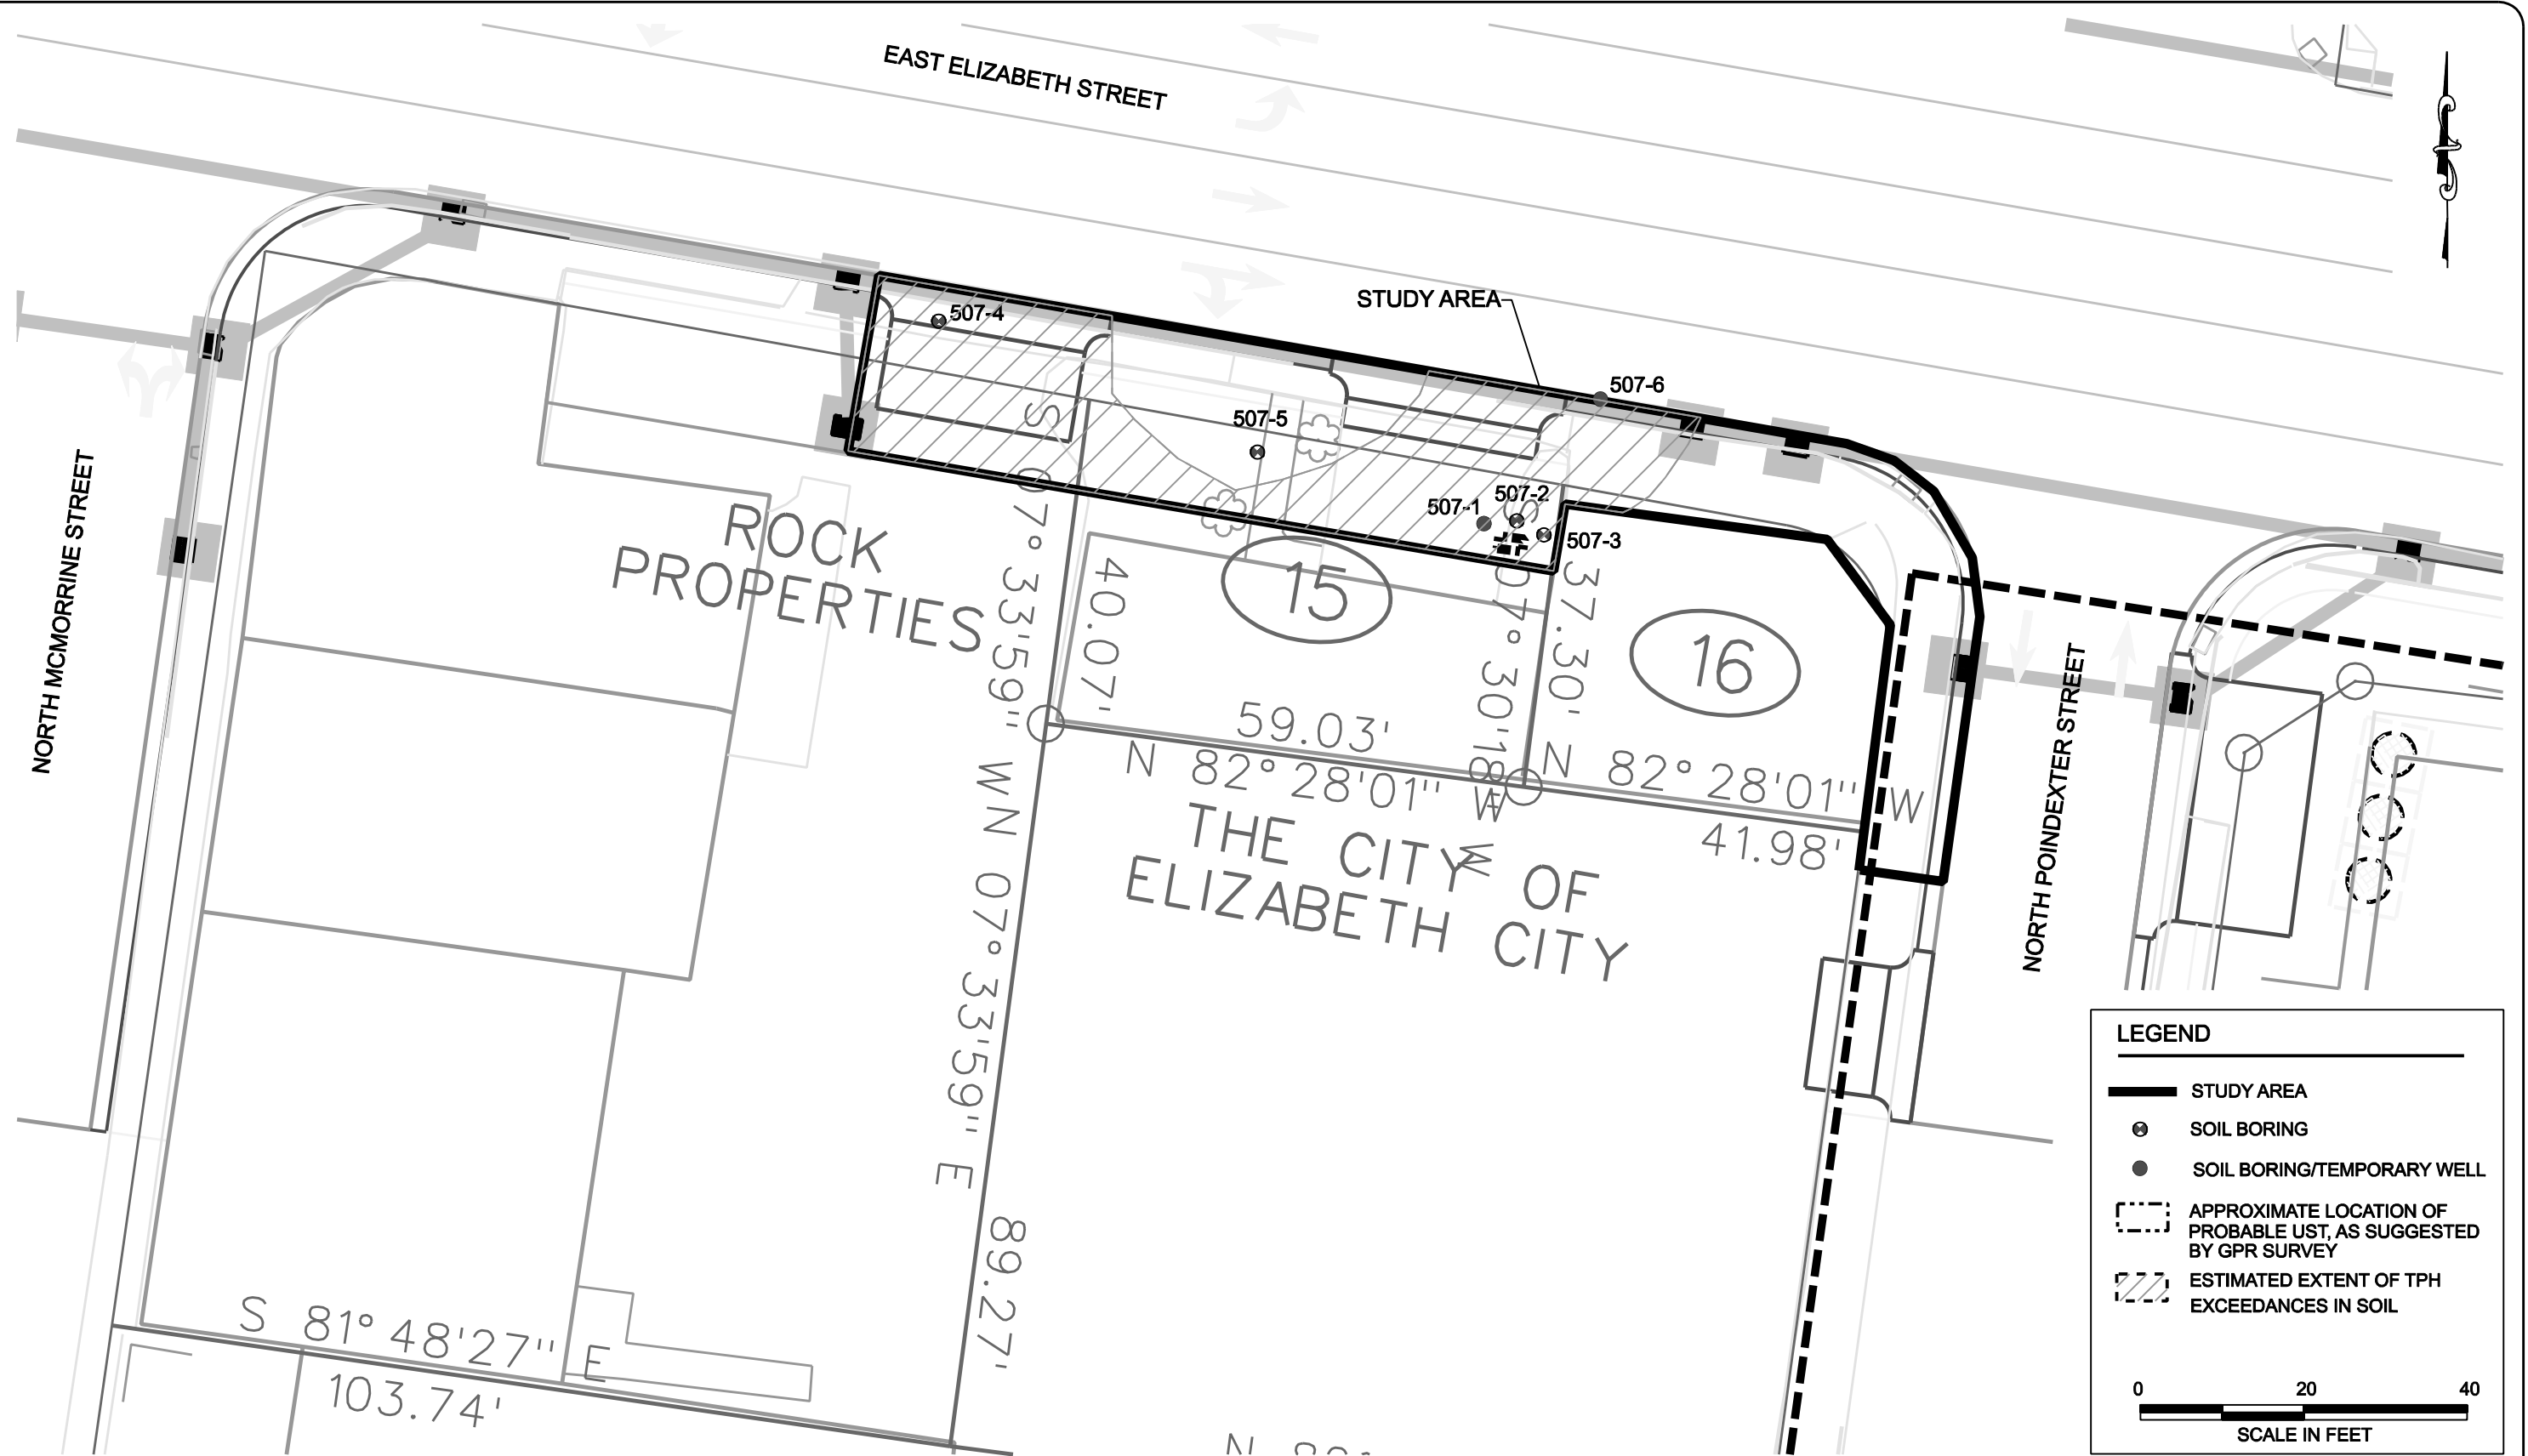 EAST ELIZABETH STREET
STUDY AREA
507-4
507-5
507-6
507-1
507-2
507-3
NORTH MCMORRINE STREET
NORTH POINDEXTER STREET
ROCK
PROPERTIES
15
16
S 07° 33'59" W
40.07'
59.03'
N 82° 28'01" W
S 07° 30'18" W
37.30'
N 82° 28'01" W
41.98'
THE CITY OF
ELIZABETH CITY
N 07° 33'59" E
89.27'
S 81° 48'27" E
103.74'
LEGEND
STUDY AREA
SOIL BORING
SOIL BORING/TEMPORARY WELL
APPROXIMATE LOCATION OF
PROBABLE UST, AS SUGGESTED
BY GPR SURVEY
ESTIMATED EXTENT OF TPH
EXCEEDANCES IN SOIL
0 20 40
SCALE IN FEET